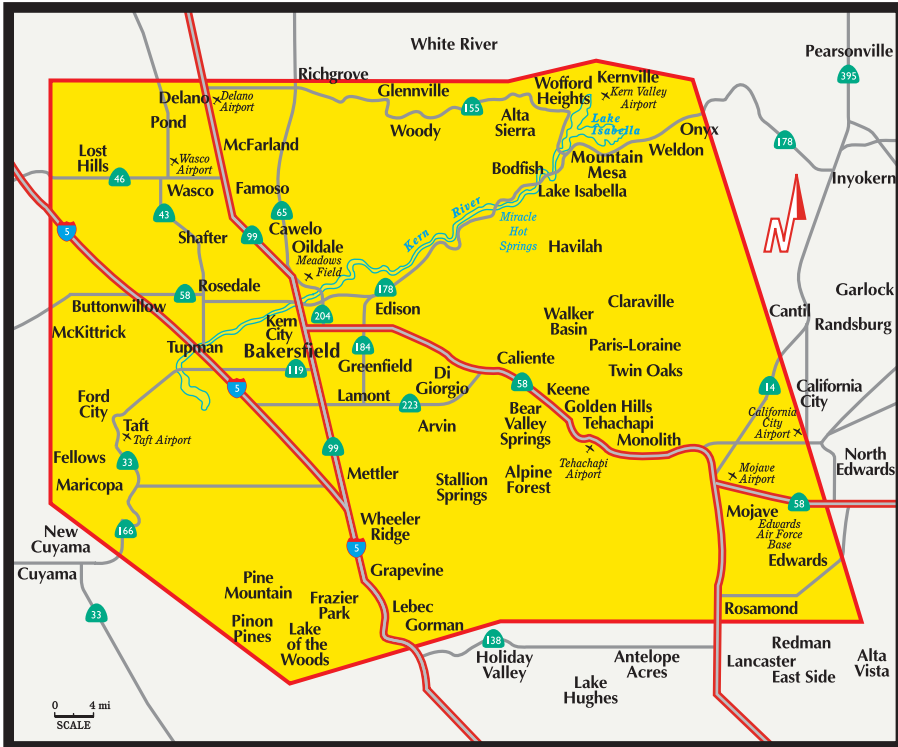 White River
Pearsonville
395
Richgrove
Kernville
Wofford
Heights
Kern Valley
Airport
Glennville
Delano
Delano
Airport
155
Pond
Alta
Sierra
Woody
Lake
Isabella
Onyx
178
McFarland
Lost
Hills
Wasco
Airport
Weldon
Mountain
Mesa
Bodfish
46
Inyokern
Wasco
Famoso
Lake Isabella
43
65
Kern River
Miracle
Hot
Springs
N
5
99
Cawelo
Shafter
Oildale
Havilah
Meadows
Field
Rosedale
178
58
Garlock
Buttonwillow
Edison
Claraville
Cantil
204
Walker
Basin
Kern
City
Randsburg
McKittrick
Tupman
Bakersfield
184
Paris-Loraine
Caliente
Greenfield
119
Twin Oaks
Di
Giorgio
5
58
14
California
City
Keene
Lamont
223
Ford
City
Golden Hills
Bear
Valley
Springs
California
City
Airport
Taft
Taft Airport
Arvin
Tehachapi
Monolith
99
North
Edwards
Fellows
33
Tehachapi
Airport
Mettler
Mojave
Airport
Maricopa
Stallion
Springs
Alpine
Forest
58
Mojave
166
Wheeler
Ridge
Edwards
Air Force
Base
New
Cuyama
5
Edwards
Cuyama
Grapevine
Pine
Mountain
33
Frazier
Park
Lebec
Rosamond
Pinon
Pines
Gorman
Lake
of the
Woods
138
Holiday
Valley
Antelope
Acres
Redman
Lancaster
East Side
Alta
Vista
Lake
Hughes
0 4 mi
SCALE